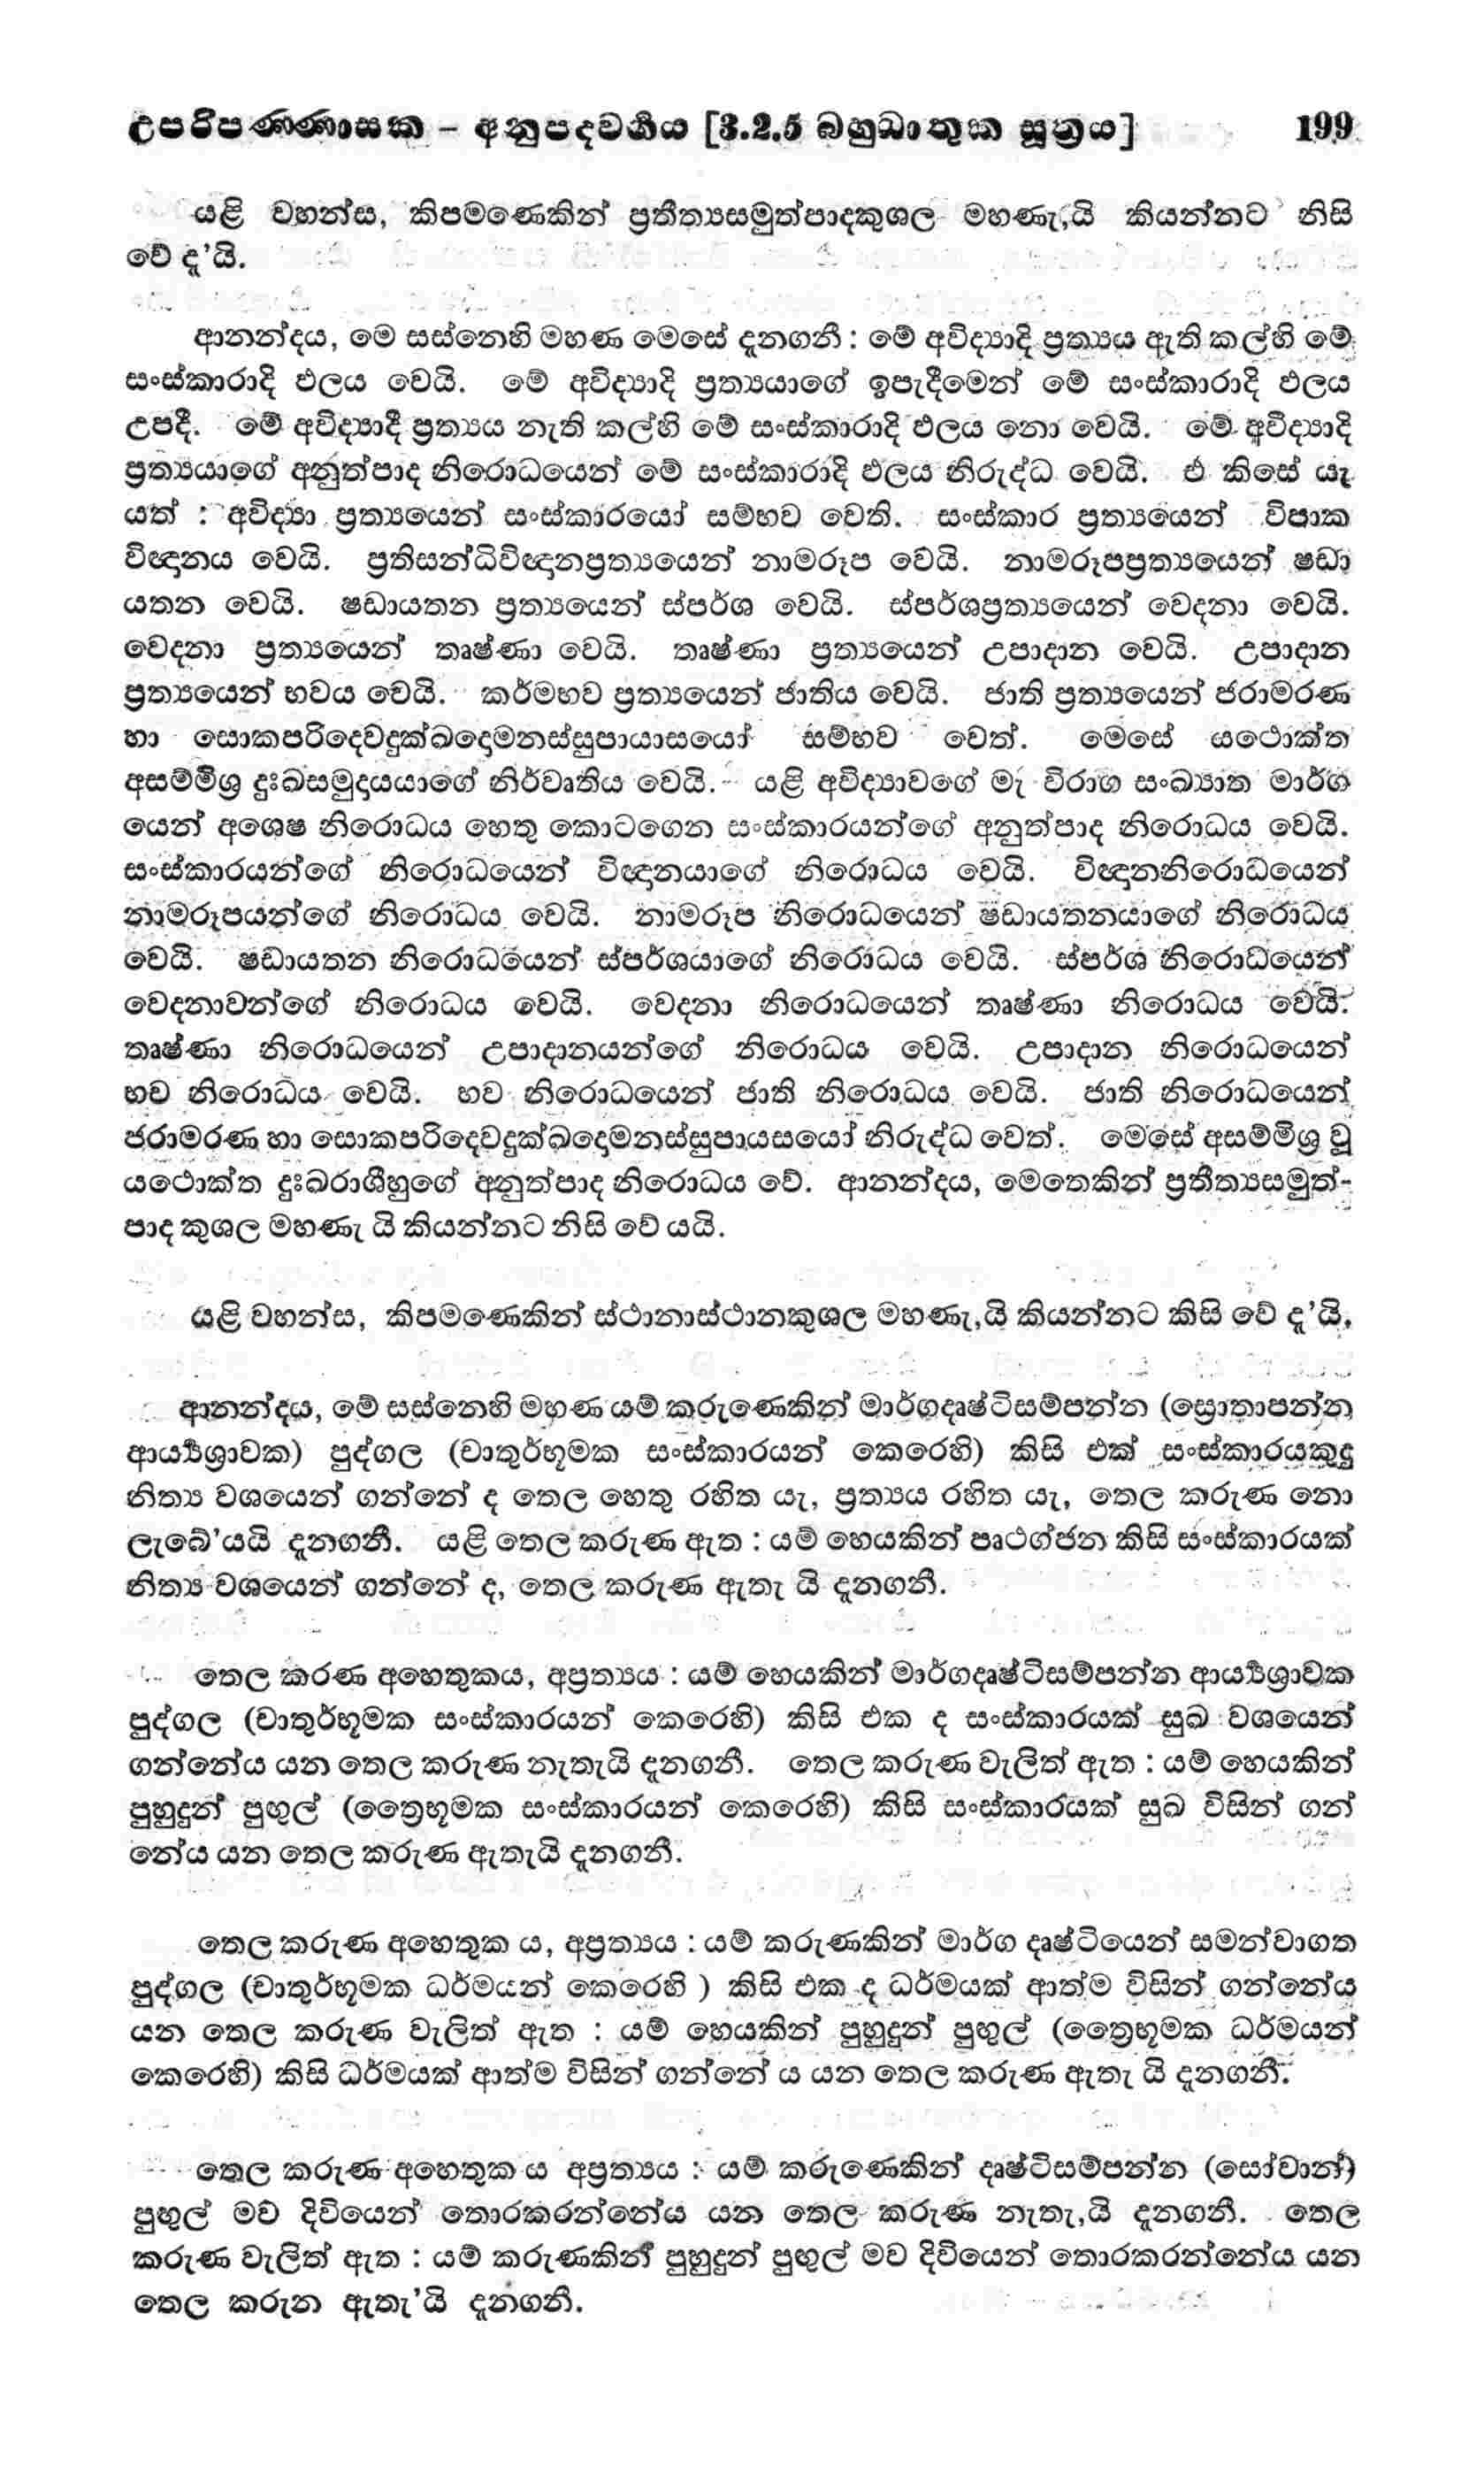 උපරිපණ්ණාසක - අනුපදවර්‍ගය [3.2.5 බහුධාතුක සූත්‍රය] 199
යළි වහන්ස, කිපමණෙකින් ප්‍රතීත්‍යසමුත්පාදකුශල මහණැ,යි කියන්නට නිසි
වේ දැ’යි.
ආනන්දය, මෙ සස්නෙහි මහණ මෙසේ දැනගනී : මේ අවිද්‍යාදි ප්‍රත්‍යය ඇති කල්හි මේ
සංස්කාරාදි ඵලය වෙයි. මේ අවිද්‍යාදි ප්‍රත්‍යයාගේ ඉපැදීමෙන් මේ සංස්කාරාදි ඵලය
උපදී. මේ අවිද්‍යාදී ප්‍රත්‍යය නැති කල්හි මේ සංස්කාරාදි ඵලය නො වෙයි. මේ අවිද්‍යාදි
ප්‍රත්‍යයාගේ අනුත්පාද නිරොධයෙන් මේ සංස්කාරාදි ඵලය නිරුද්ධ වෙයි. එ කිසේ යැ
යත් : අවිද්‍යා ප්‍රත්‍යයෙන් සංස්කාරයෝ සම්භව වෙති. සංස්කාර ප්‍රත්‍යයෙන් විපාක
විඥානය වෙයි. ප්‍රතිසන්ධිවිඥානප්‍රත්‍යයෙන් නාමරූප වෙයි. නාමරූපප්‍රත්‍යයෙන් ෂඩා
යතන වෙයි. ෂඩායතන ප්‍රත්‍යයෙන් ස්පර්ශ වෙයි. ස්පර්ශප්‍රත්‍යයෙන් වෙදනා වෙයි.
වෙදනා ප්‍රත්‍යයෙන් තෘෂ්ණා වෙයි. තෘෂ්ණා ප්‍රත්‍යයෙන් උපාදාන වෙයි. උපාදාන
ප්‍රත්‍යයෙන් භවය වෙයි. කර්මභව ප්‍රත්‍යයෙන් ජාතිය වෙයි. ජාති ප්‍රත්‍යයෙන් ජරාමරණ
හා සොකපරිදෙවදුක්ඛදොමනස්සුපායාසයෝ සම්භව වෙත්. මෙසේ යථොක්ත
අසම්මිශ්‍ර දුඃඛසමුදායයාගේ නිර්වෘතිය වෙයි. යළි අවිද්‍යාවගේ මැ විරාග සංඛ්‍යාත මාර්ග
යෙන් අශෙෂ නිරොධය හෙතු කොටගෙන සංස්කාරයන්ගේ අනුත්පාද නිරොධය වෙයි.
සංස්කාරයන්ගේ නිරොධයෙන් විඥානයාගේ නිරොධය වෙයි. විඥානනිරොධයෙන්
නාමරූපයන්ගේ නිරොධය වෙයි. නාමරූප නිරොධයෙන් ෂඩායතනයාගේ නිරොධය
වෙයි. ෂඩායතන නිරොධයෙන් ස්පර්ශයාගේ නිරොධය වෙයි. ස්පර්ශ නිරොධයෙන්
වෙදනාවන්ගේ නිරොධය වෙයි. වෙදනා නිරොධයෙන් තෘෂ්ණා නිරොධය වෙයි.
තෘෂ්ණා නිරොධයෙන් උපාදානයන්ගේ නිරොධය වෙයි. උපාදාන නිරොධයෙන්
භව නිරොධය වෙයි. භව නිරොධයෙන් ජාති නිරොධය වෙයි. ජාති නිරොධයෙන්
ජරාමරණ හා සොකපරිදෙවදුක්ඛදොමනස්සුපායසයෝ නිරුද්ධ වෙත්. මෙසේ අසම්මිශ්‍ර වූ
යථොක්ත දුඃඛරාශීහුගේ අනුත්පාද නිරොධය වේ. ආනන්දය, මෙතෙකින් ප්‍රතීත්‍යසමුත්-
පාද කුශල මහණැ යි කියන්නට නිසි වේ යයි.
යළි වහන්ස, කිපමණෙකින් ස්ථානාස්ථානකුශල මහණැ,යි කියන්නට කිසි වේ දැ’යි,
ආනන්දය, මේ සස්නෙහි මහණ යම් කරුණෙකින් මාර්ගදෘෂ්ටිසම්පන්න (ස්‍රොතාපන්න
ආර්‍ය්‍යශ්‍රාවක) පුද්ගල (චාතුර්භූමක සංස්කාරයන් කෙරෙහි) කිසි එක් සංස්කාරයකුදු
නිත්‍ය වශයෙන් ගන්නේ ද තෙල හෙතු රහිත යැ, ප්‍රත්‍යය රහිත යැ, තෙල කරුණ නො
ලැබේ’යයි දැනගනී. යළි තෙල කරුණ ඇත : යම් හෙයකින් පෘථග්ජන කිසි සංස්කාරයක්
නිත්‍ය වශයෙන් ගන්නේ ද, තෙල කරුණ ඇතැ යි දැනගනී.
තෙල කරණ අහෙතුකය, අප්‍රත්‍යය : යම් හෙයකින් මාර්ගදෘෂ්ටිසම්පන්න ආර්‍ය්‍යශ්‍රාවක
පුද්ගල (චාතුර්භූමක සංස්කාරයන් කෙරෙහි) කිසි එක ද සංස්කාරයක් සුඛ වශයෙන්
ගන්නේය යන තෙල කරුණ නැතැයි දැනගනී. තෙල කරුණ වැලිත් ඇත : යම් හෙයකින්
පුහුදුන් පුඟුල් (ත්‍රෛභූමක සංස්කාරයන් කෙරෙහි) කිසි සංස්කාරයක් සුඛ විසින් ගන්
නේය යන තෙල කරුණ ඇතැයි දැනගනී.
තෙල කරුණ අහෙතුක ය, අප්‍රත්‍යය : යම් කරුණකින් මාර්ග දෘෂ්ටියෙන් සමන්වාගත
පුද්ගල (චාතුර්භූමක ධර්මයන් කෙරෙහි ) කිසි එක ද ධර්මයක් ආත්ම විසින් ගන්නේය
යන තෙල කරුණ වැලිත් ඇත : යම් හෙයකින් පුහුදුන් පුඟුල් (ත්‍රෛභූමක ධර්මයන්
කෙරෙහි) කිසි ධර්මයක් ආත්ම විසින් ගන්නේ ය යන තෙල කරුණ ඇතැ යි දැනගනී.
තෙල කරුණ අහෙතුක ය අප්‍රත්‍යය : යම් කරුණෙකින් දෘෂ්ටිසම්පන්න (සෝවාන්)
පුඟුල් මව දිවියෙන් තොරකරන්නේය යන තෙල කරුණ නැතැ,යි දැනගනී. තෙල
කරුණ වැලිත් ඇත : යම් කරුණකින් පුහුදුන් පුඟුල් මව දිවියෙන් තොරකරන්නේය යන
තෙල කරුන ඇතැ’යි දැනගනී.